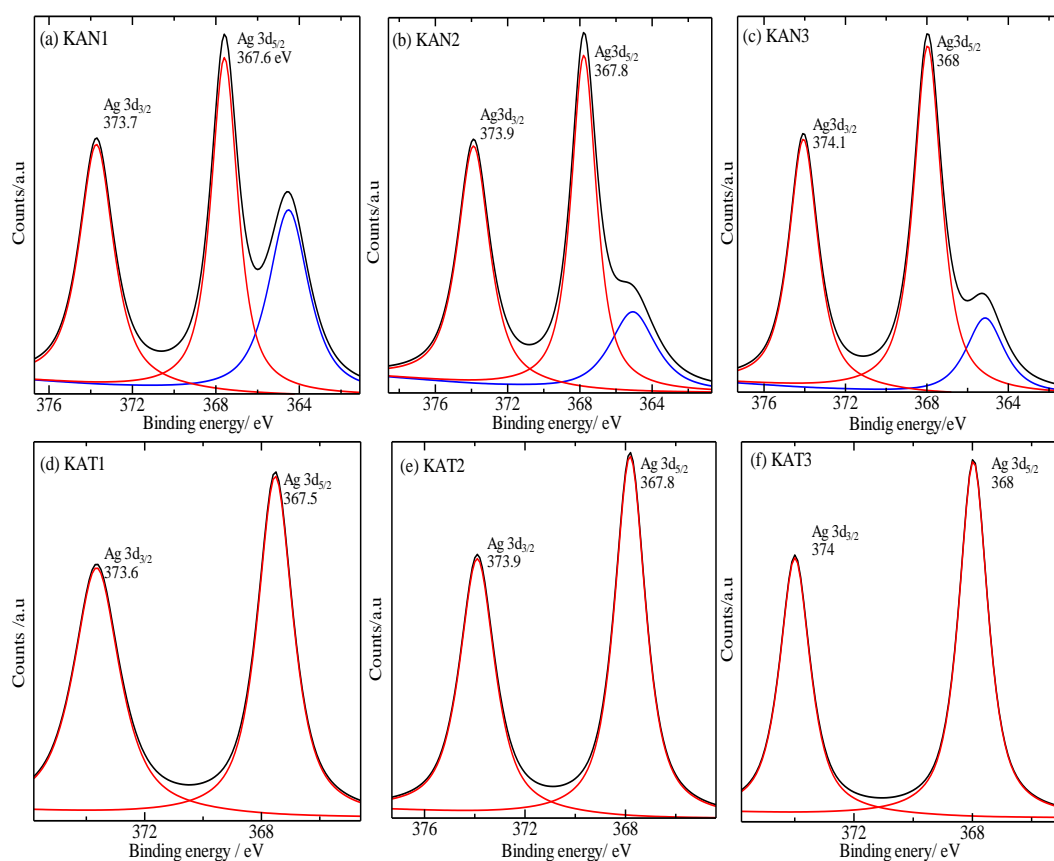 (a) KAN1
Ag 3d5/2
367.6 eV
Ag 3d3/2
373.7
Counts/a.u
376 372 368 364
Binding energy/ eV
(b) KAN2
Ag3d5/2
367.8
Ag3d3/2
373.9
Counts/a.u
376 372 368 364
Binding energy/ eV
(c) KAN3
Ag3d5/2
368
Ag3d3/2
374.1
Counts/a.u
376 372 368 364
Bindig energy/eV
(d) KAT1
Ag 3d5/2
367.5
Ag 3d3/2
373.6
Counts /a.u
372 368
Binding energy / eV
(e) KAT2
Ag 3d5/2
367.8
Ag 3d3/2
373.9
Counts/a.u
376 372 368
Binding energy/ eV
(f) KAT3
Ag 3d5/2
368
Ag 3d3/2
374
Counts/a.u
372 368
Binding energy/ eV